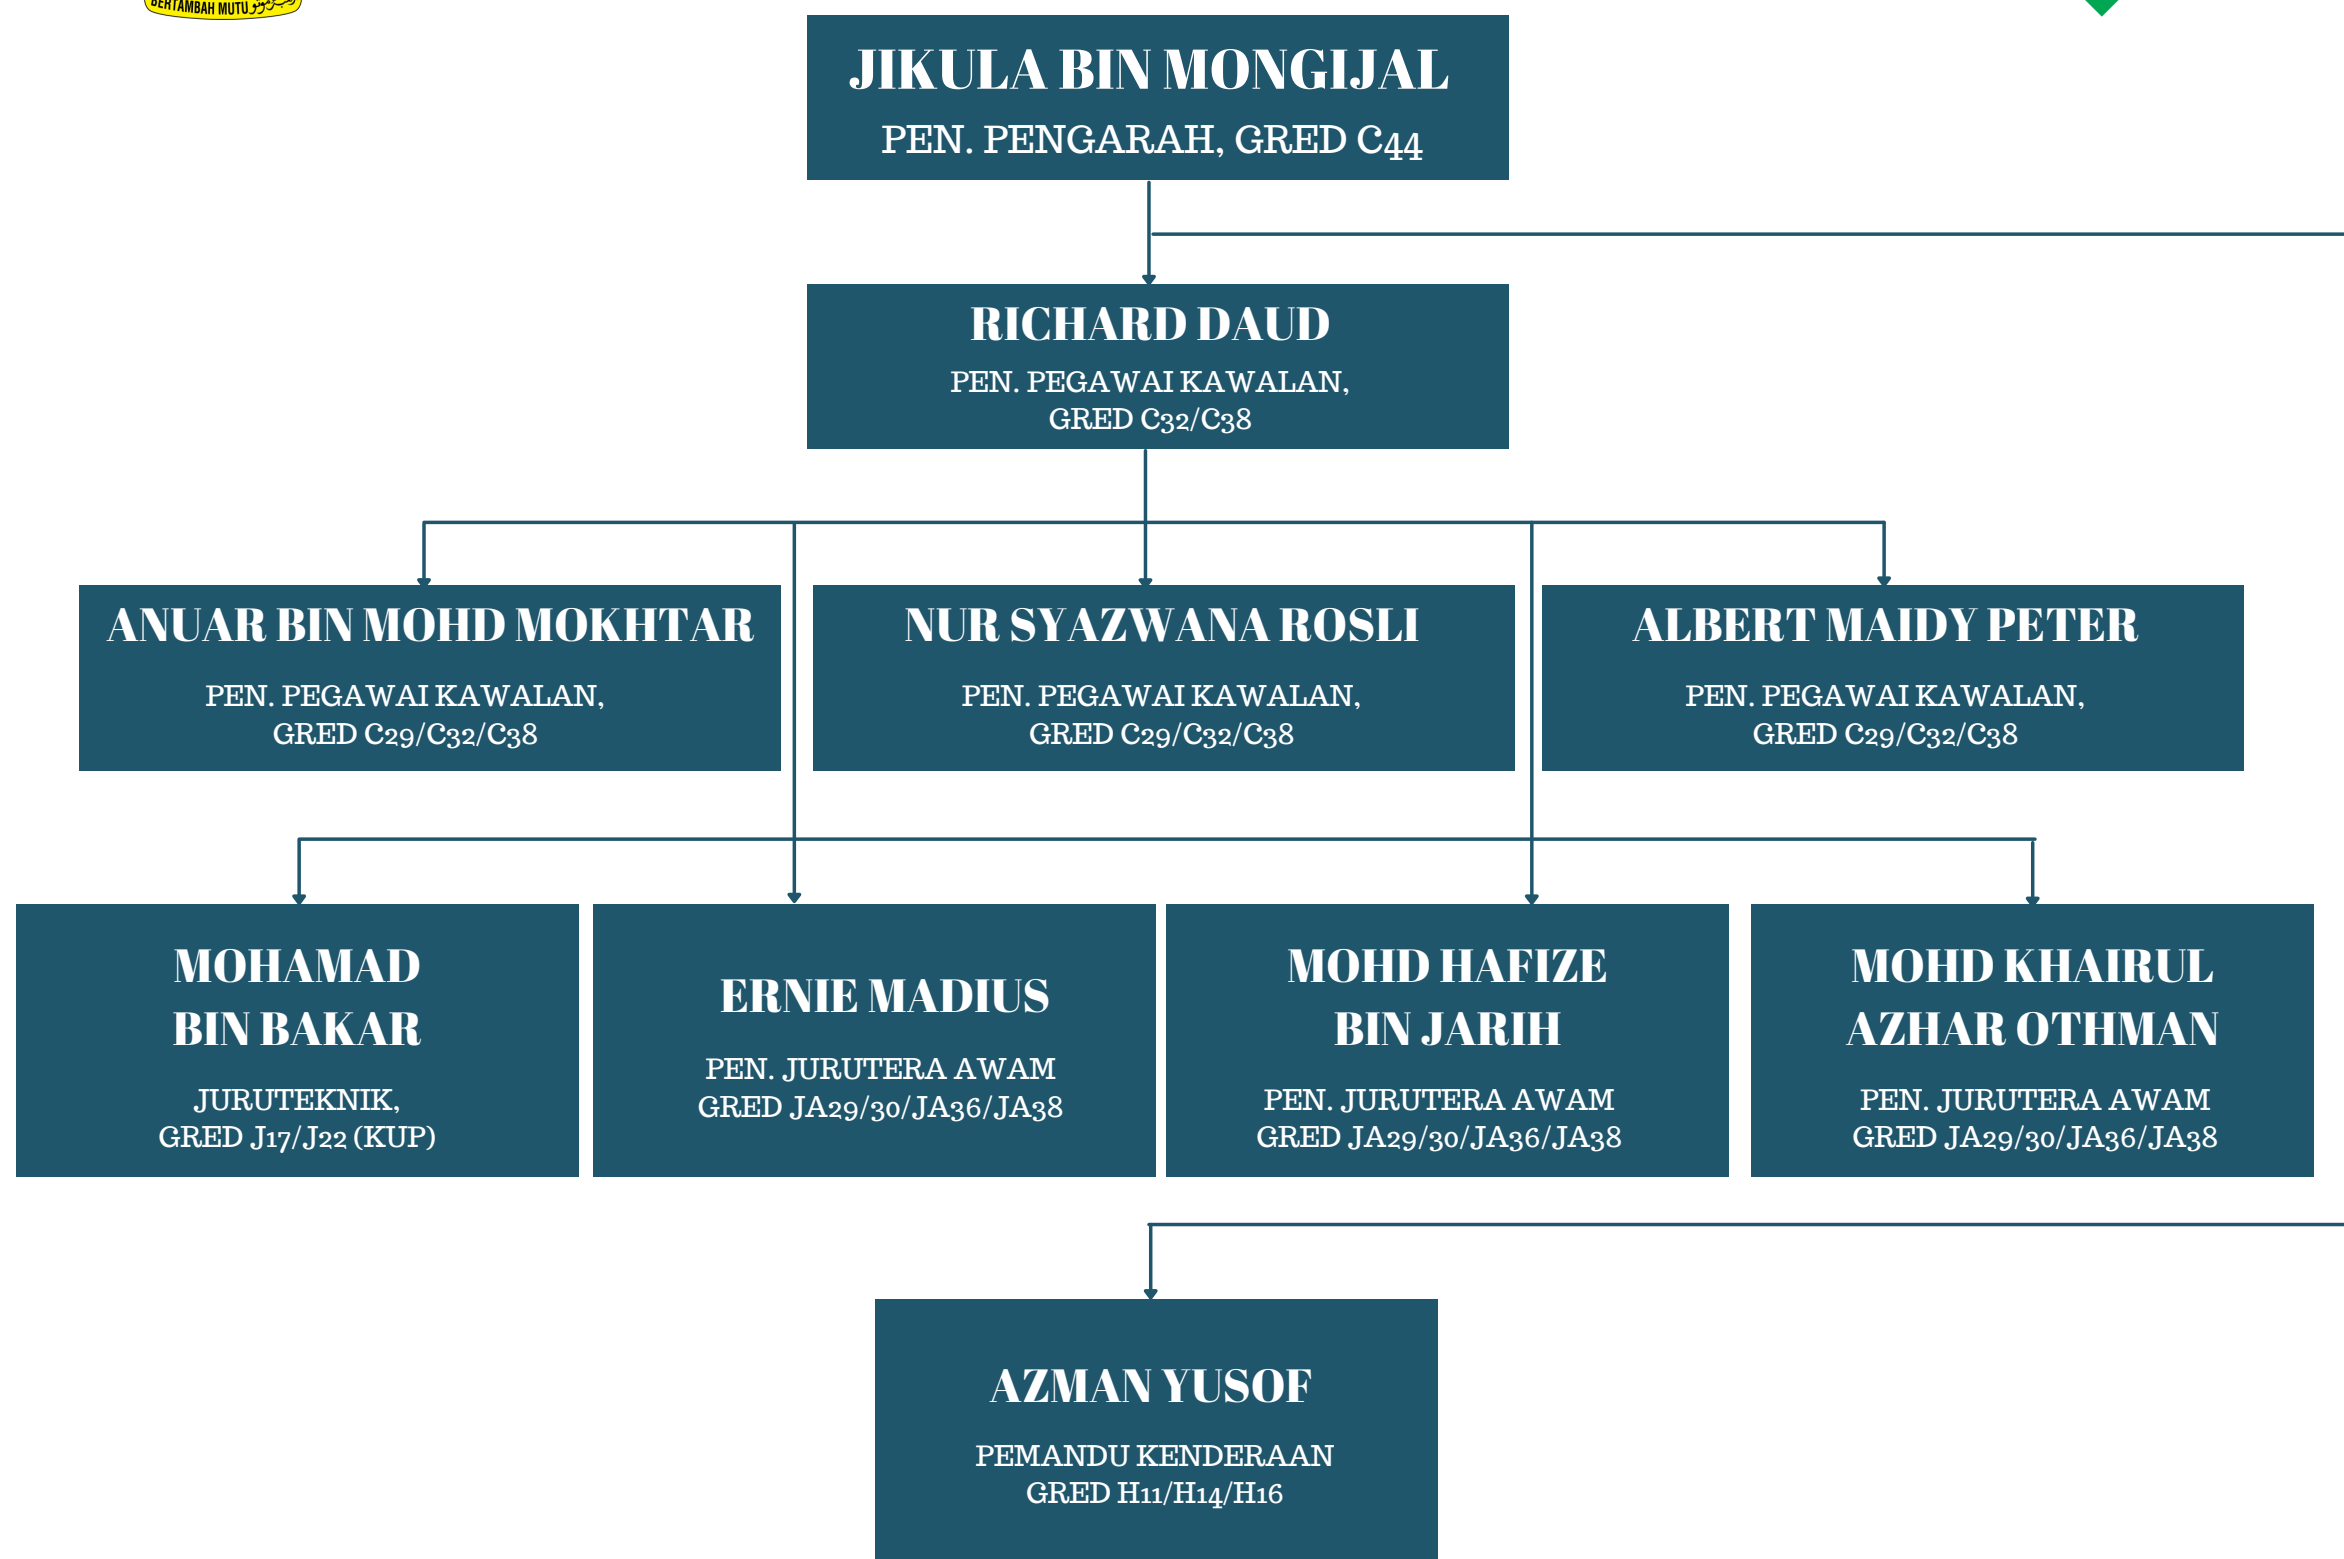 BERTAMBAH MUTU
JIKULA BIN MONGIJAL
PEN. PENGARAH, GRED C44
RICHARD DAUD
PEN. PEGAWAI KAWALAN,
GRED C32/C38
ANUAR BIN MOHD MOKHTAR
PEN. PEGAWAI KAWALAN,
GRED C29/C32/C38
NUR SYAZWANA ROSLI
PEN. PEGAWAI KAWALAN,
GRED C29/C32/C38
ALBERT MAIDY PETER
PEN. PEGAWAI KAWALAN,
GRED C29/C32/C38
MOHAMAD
BIN BAKAR
JURUTEKNIK,
GRED J17/J22 (KUP)
ERNIE MADIUS
PEN. JURUTERA AWAM
GRED JA29/30/JA36/JA38
MOHD HAFIZE
BIN JARIH
PEN. JURUTERA AWAM
GRED JA29/30/JA36/JA38
MOHD KHAIRUL
AZHAR OTHMAN
PEN. JURUTERA AWAM
GRED JA29/30/JA36/JA38
AZMAN YUSOF
PEMANDU KENDERAAN
GRED H11/H14/H16